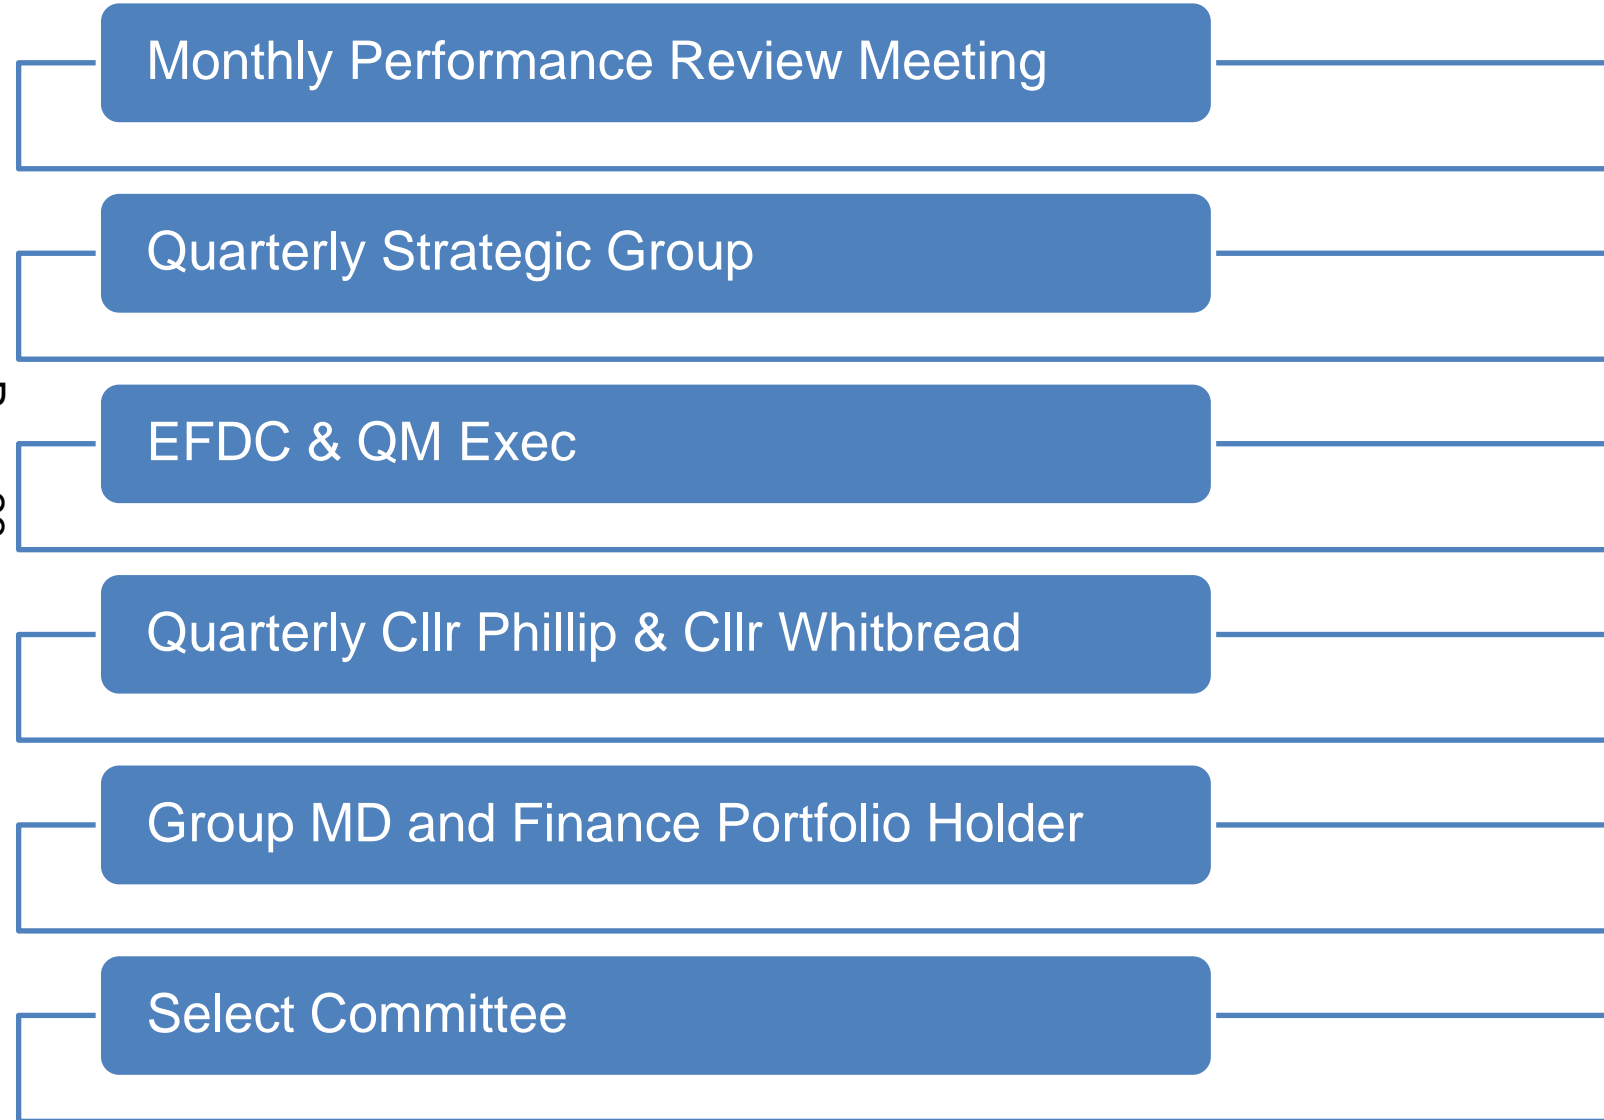 Monthly Performance Review Meeting
Quarterly Strategic Group
EFDC & QM Exec
Quarterly Cllr Phillip & Cllr Whitbread
Group MD and Finance Portfolio Holder
Select Committee